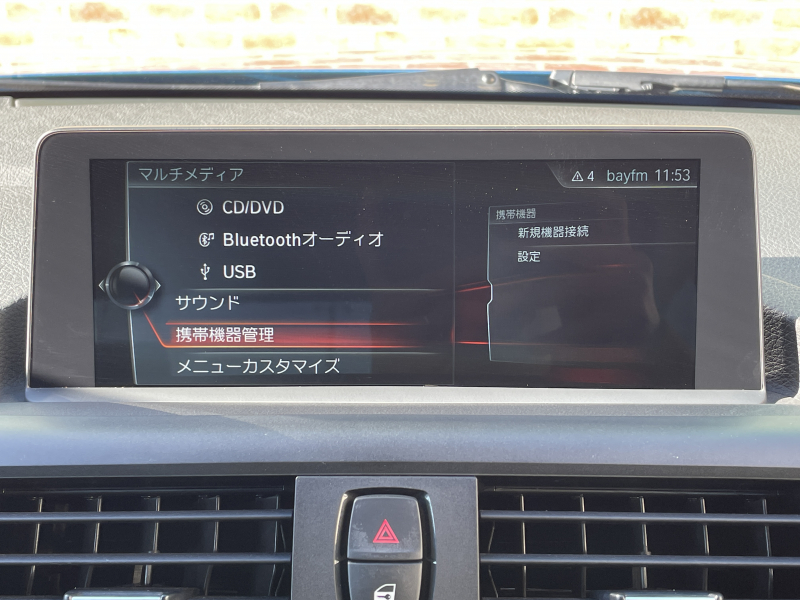 マルチメディア
4 bayfm 11:53
CD/DVD
Bluetoothオーディオ
USB
サウンド
携帯機器管理
メニューカスタマイズ
携帯機器
新規機器接続
設定